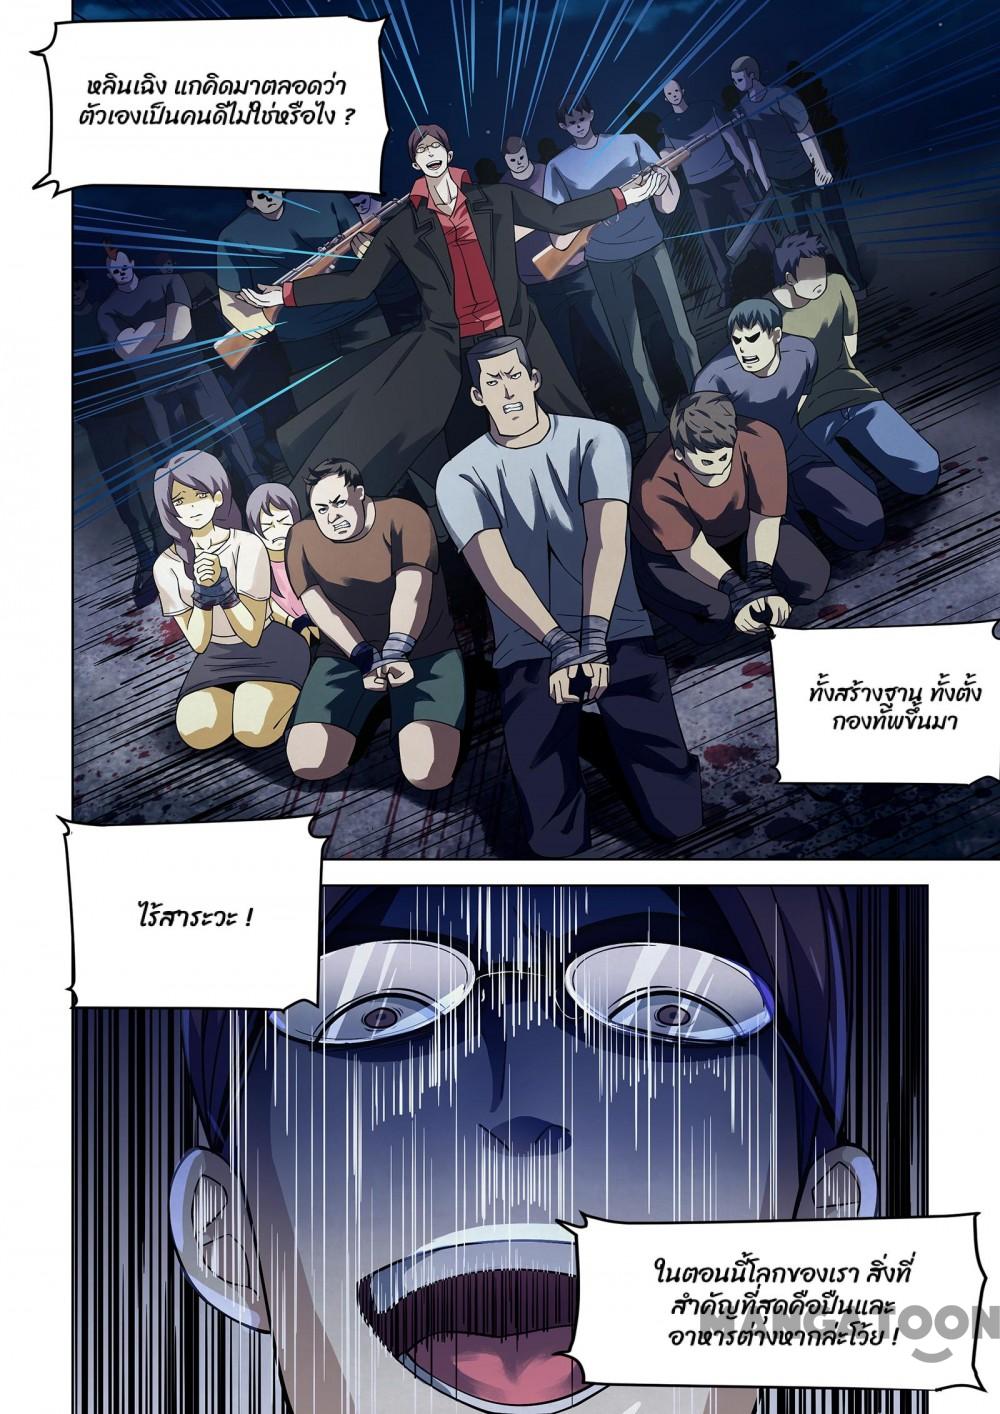 หลินเฉิง แกคิดมาตลอดว่า
ตัวเองเป็นคนดีไม่ใช่หรือไง ?
ทั้งสร้างฐาน ทั้งตั้ง
กองทัพขึ้นมา
ไร้สาระวะ !
ในตอนนี้โลกของเรา สิ่งที่
สำคัญที่สุดคือปืนและ
อาหารต่างหากล่ะโว้ย !
MANGATOON